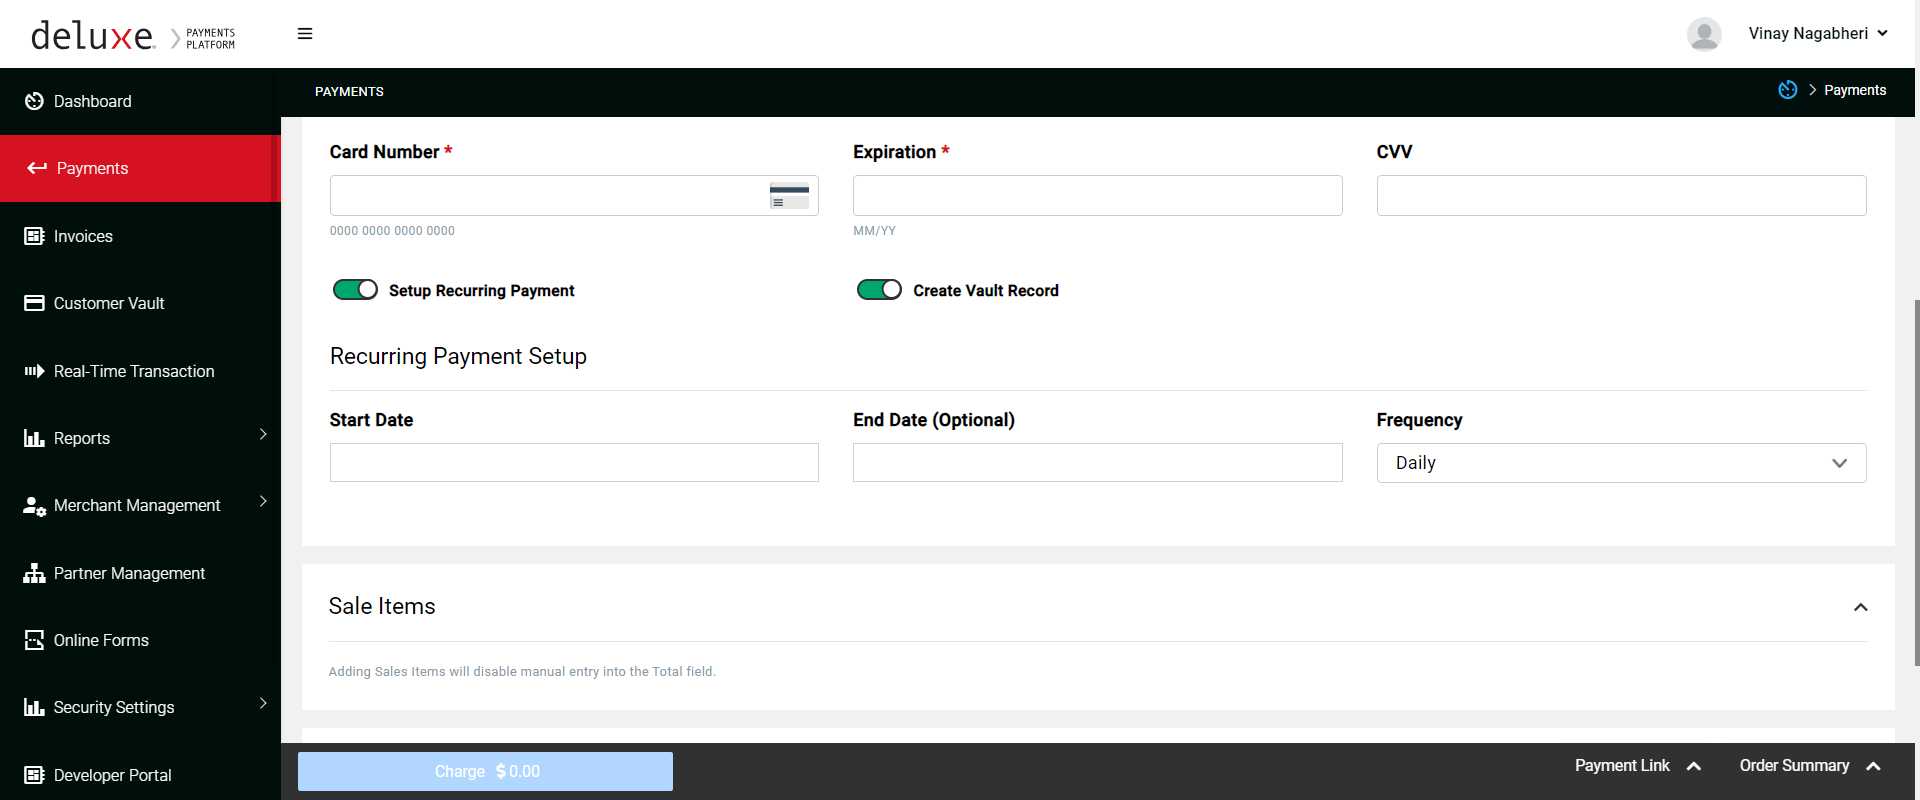 deluxe. PAYMENTS PLATFORM
Vinay Nagabheri
Dashboard
Payments
Invoices
Customer Vault
Real-Time Transaction
Reports
Merchant Management
Partner Management
Online Forms
Security Settings
Developer Portal
PAYMENTS
Payments
Card Number *
Expiration *
CVV
0000 0000 0000 0000
MM/YY
Setup Recurring Payment
Create Vault Record
Recurring Payment Setup
Start Date
End Date (Optional)
Frequency
Daily
Sale Items
Adding Sales Items will disable manual entry into the Total field.
Charge $ 0.00
Payment Link
Order Summary